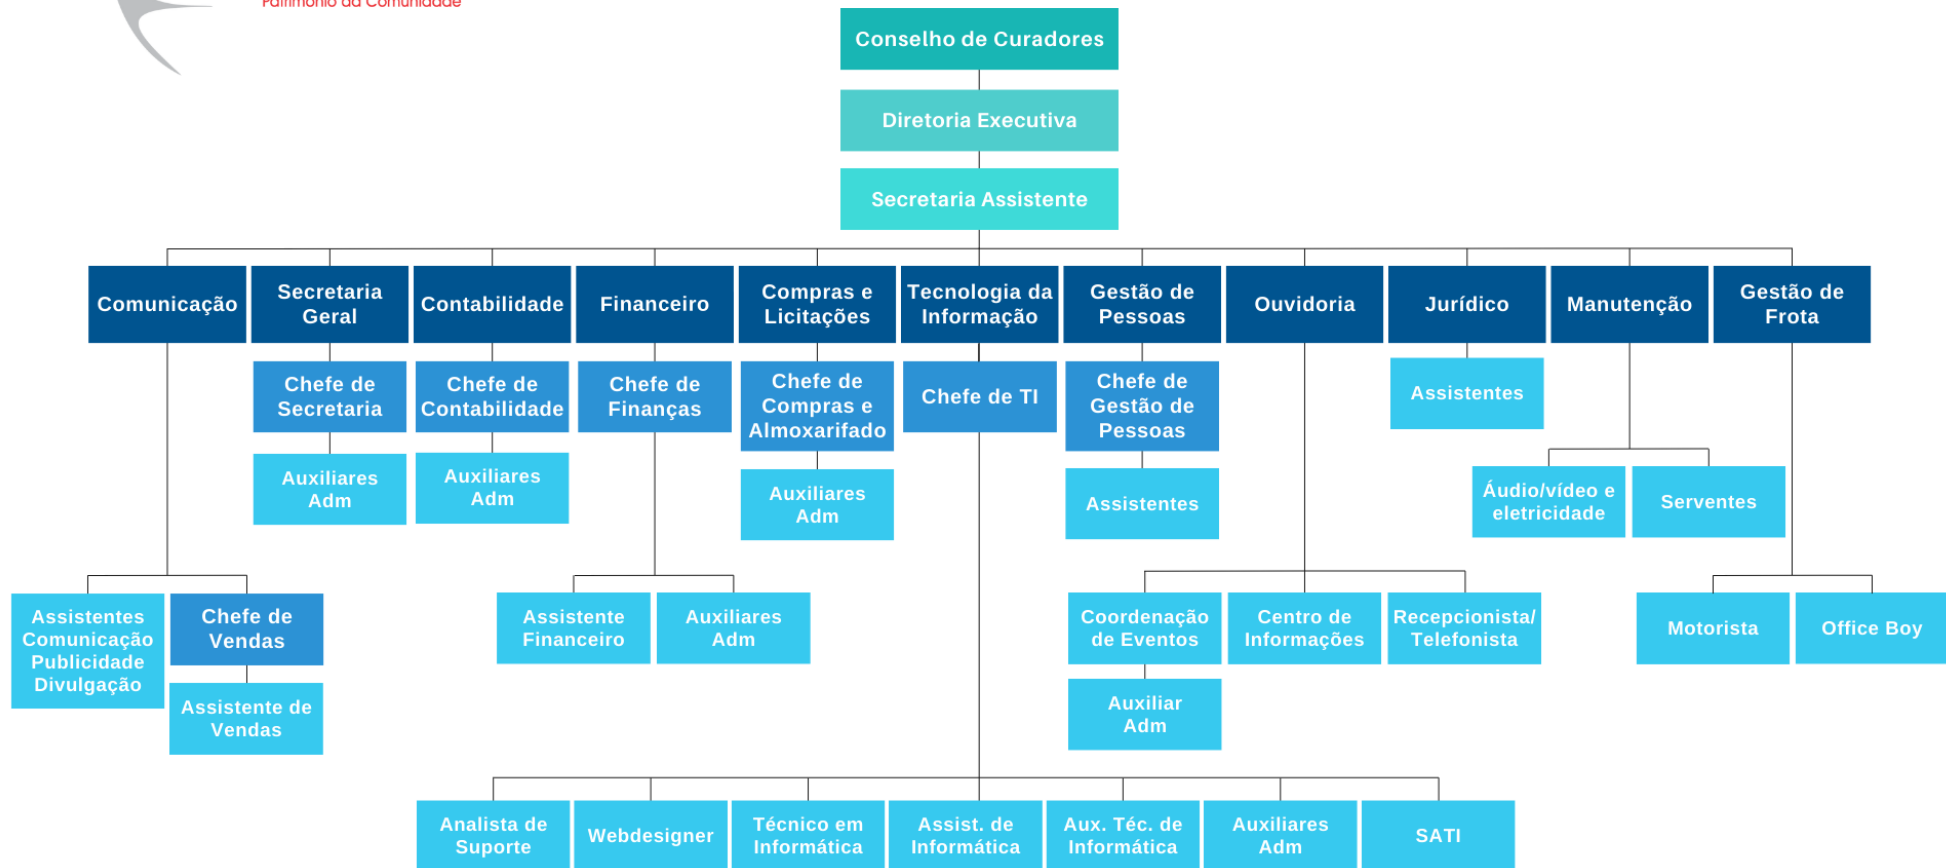 Patrimônio da Comunidade
Conselho de Curadores
Diretoria Executiva
Secretaria Assistente
Comunicação
Secretaria
Geral
Contabilidade
Financeiro
Compras e
Licitações
Tecnologia da
Informação
Gestão de
Pessoas
Ouvidoria
Jurídico
Manutenção
Gestão de
Frota
Chefe de
Secretaria
Chefe de
Contabilidade
Chefe de
Finanças
Chefe de
Compras e
Almoxarifado
Chefe de TI
Chefe de
Gestão de
Pessoas
Assistentes
Auxiliares
Adm
Auxiliares
Adm
Auxiliares
Adm
Assistentes
Áudio/vídeo e
eletricidade
Serventes
Assistentes
Comunicação
Publicidade
Divulgação
Chefe de
Vendas
Assistente
Financeiro
Auxiliares
Adm
Coordenação
de Eventos
Centro de
Informações
Recepcionista/
Telefonista
Motorista
Office Boy
Assistente de
Vendas
Auxiliar
Adm
Analista de
Suporte
Webdesigner
Técnico em
Informática
Assist. de
Informática
Aux. Téc. de
Informática
Auxiliares
Adm
SATI